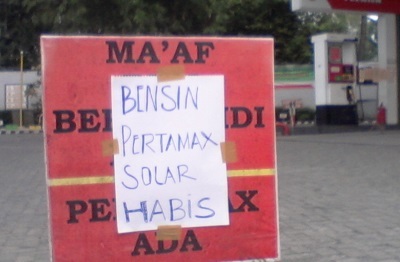 MA'AF
BENSIN
PERTAMAX
SOLAR
HABIS
ADA